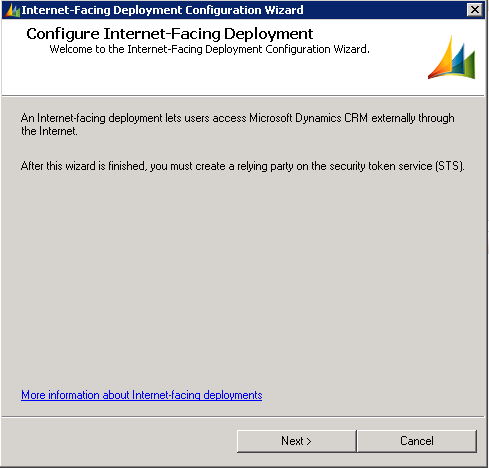 Internet-Facing Deployment Configuration Wizard
Configure Internet-Facing Deployment
Welcome to the Internet-Facing Deployment Configuration Wizard.
An Internet-facing deployment lets users access Microsoft Dynamics CRM externally through
the Internet.
After this wizard is finished, you must create a relying party on the security token service (STS).
More information about Internet-facing deployments
Next >
Cancel